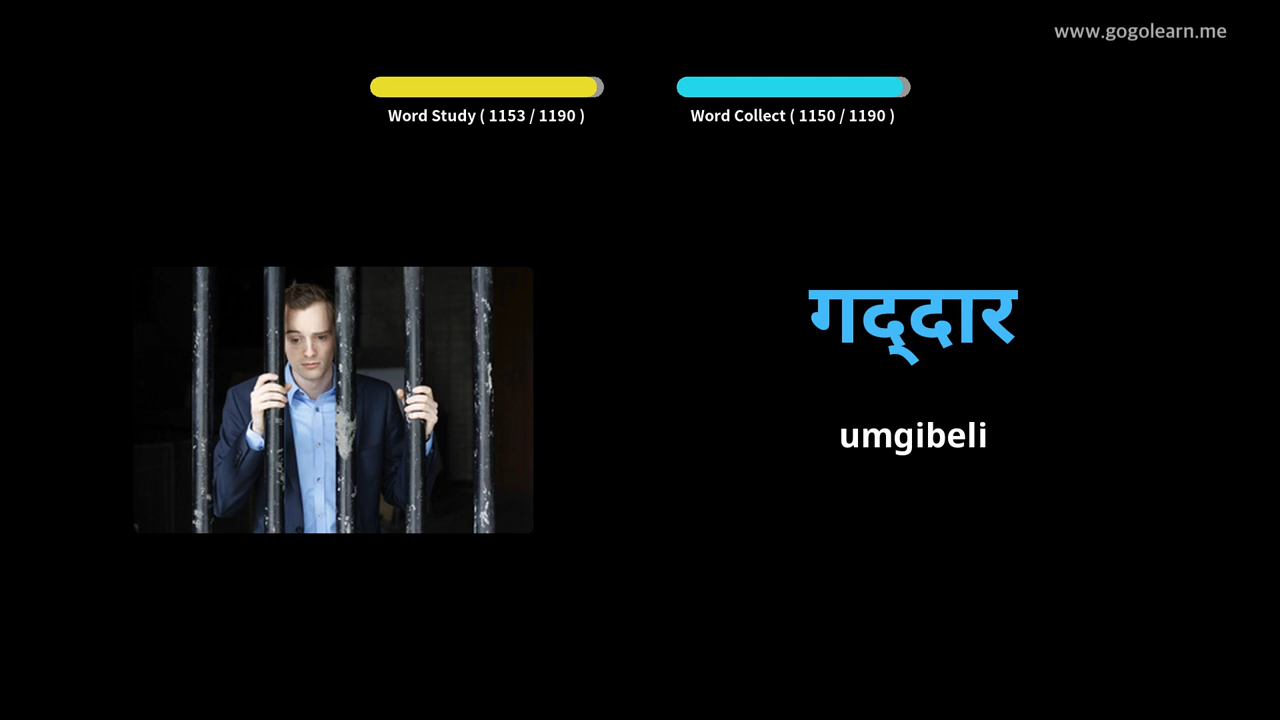 www.gogolearn.me
Word Study ( 1153 / 1190 )
Word Collect ( 1150 / 1190 )
गद्दार
umgibeli